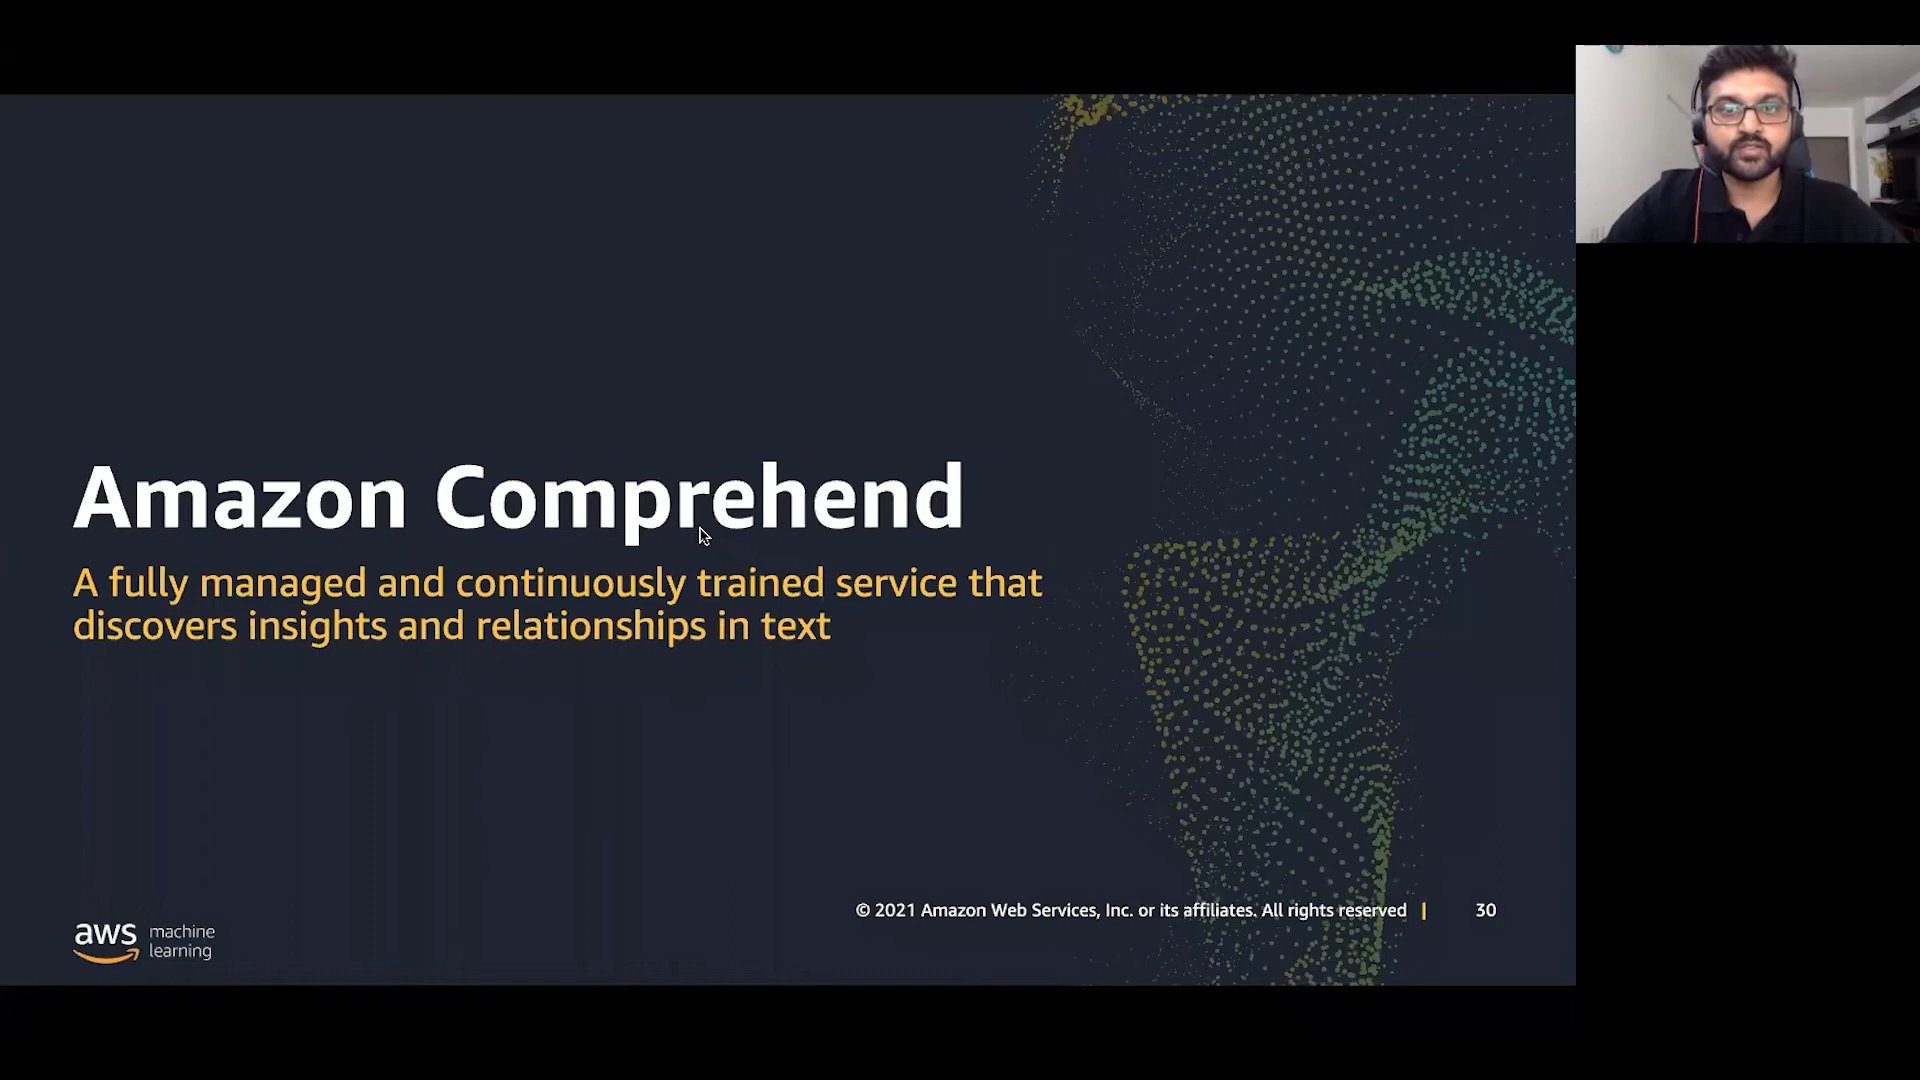 Amazon Comprehend
A fully managed and continuously trained service that
discovers insights and relationships in text
© 2021 Amazon Web Services, Inc. or its affiliates. All rights reserved | 30
aws machine
learning